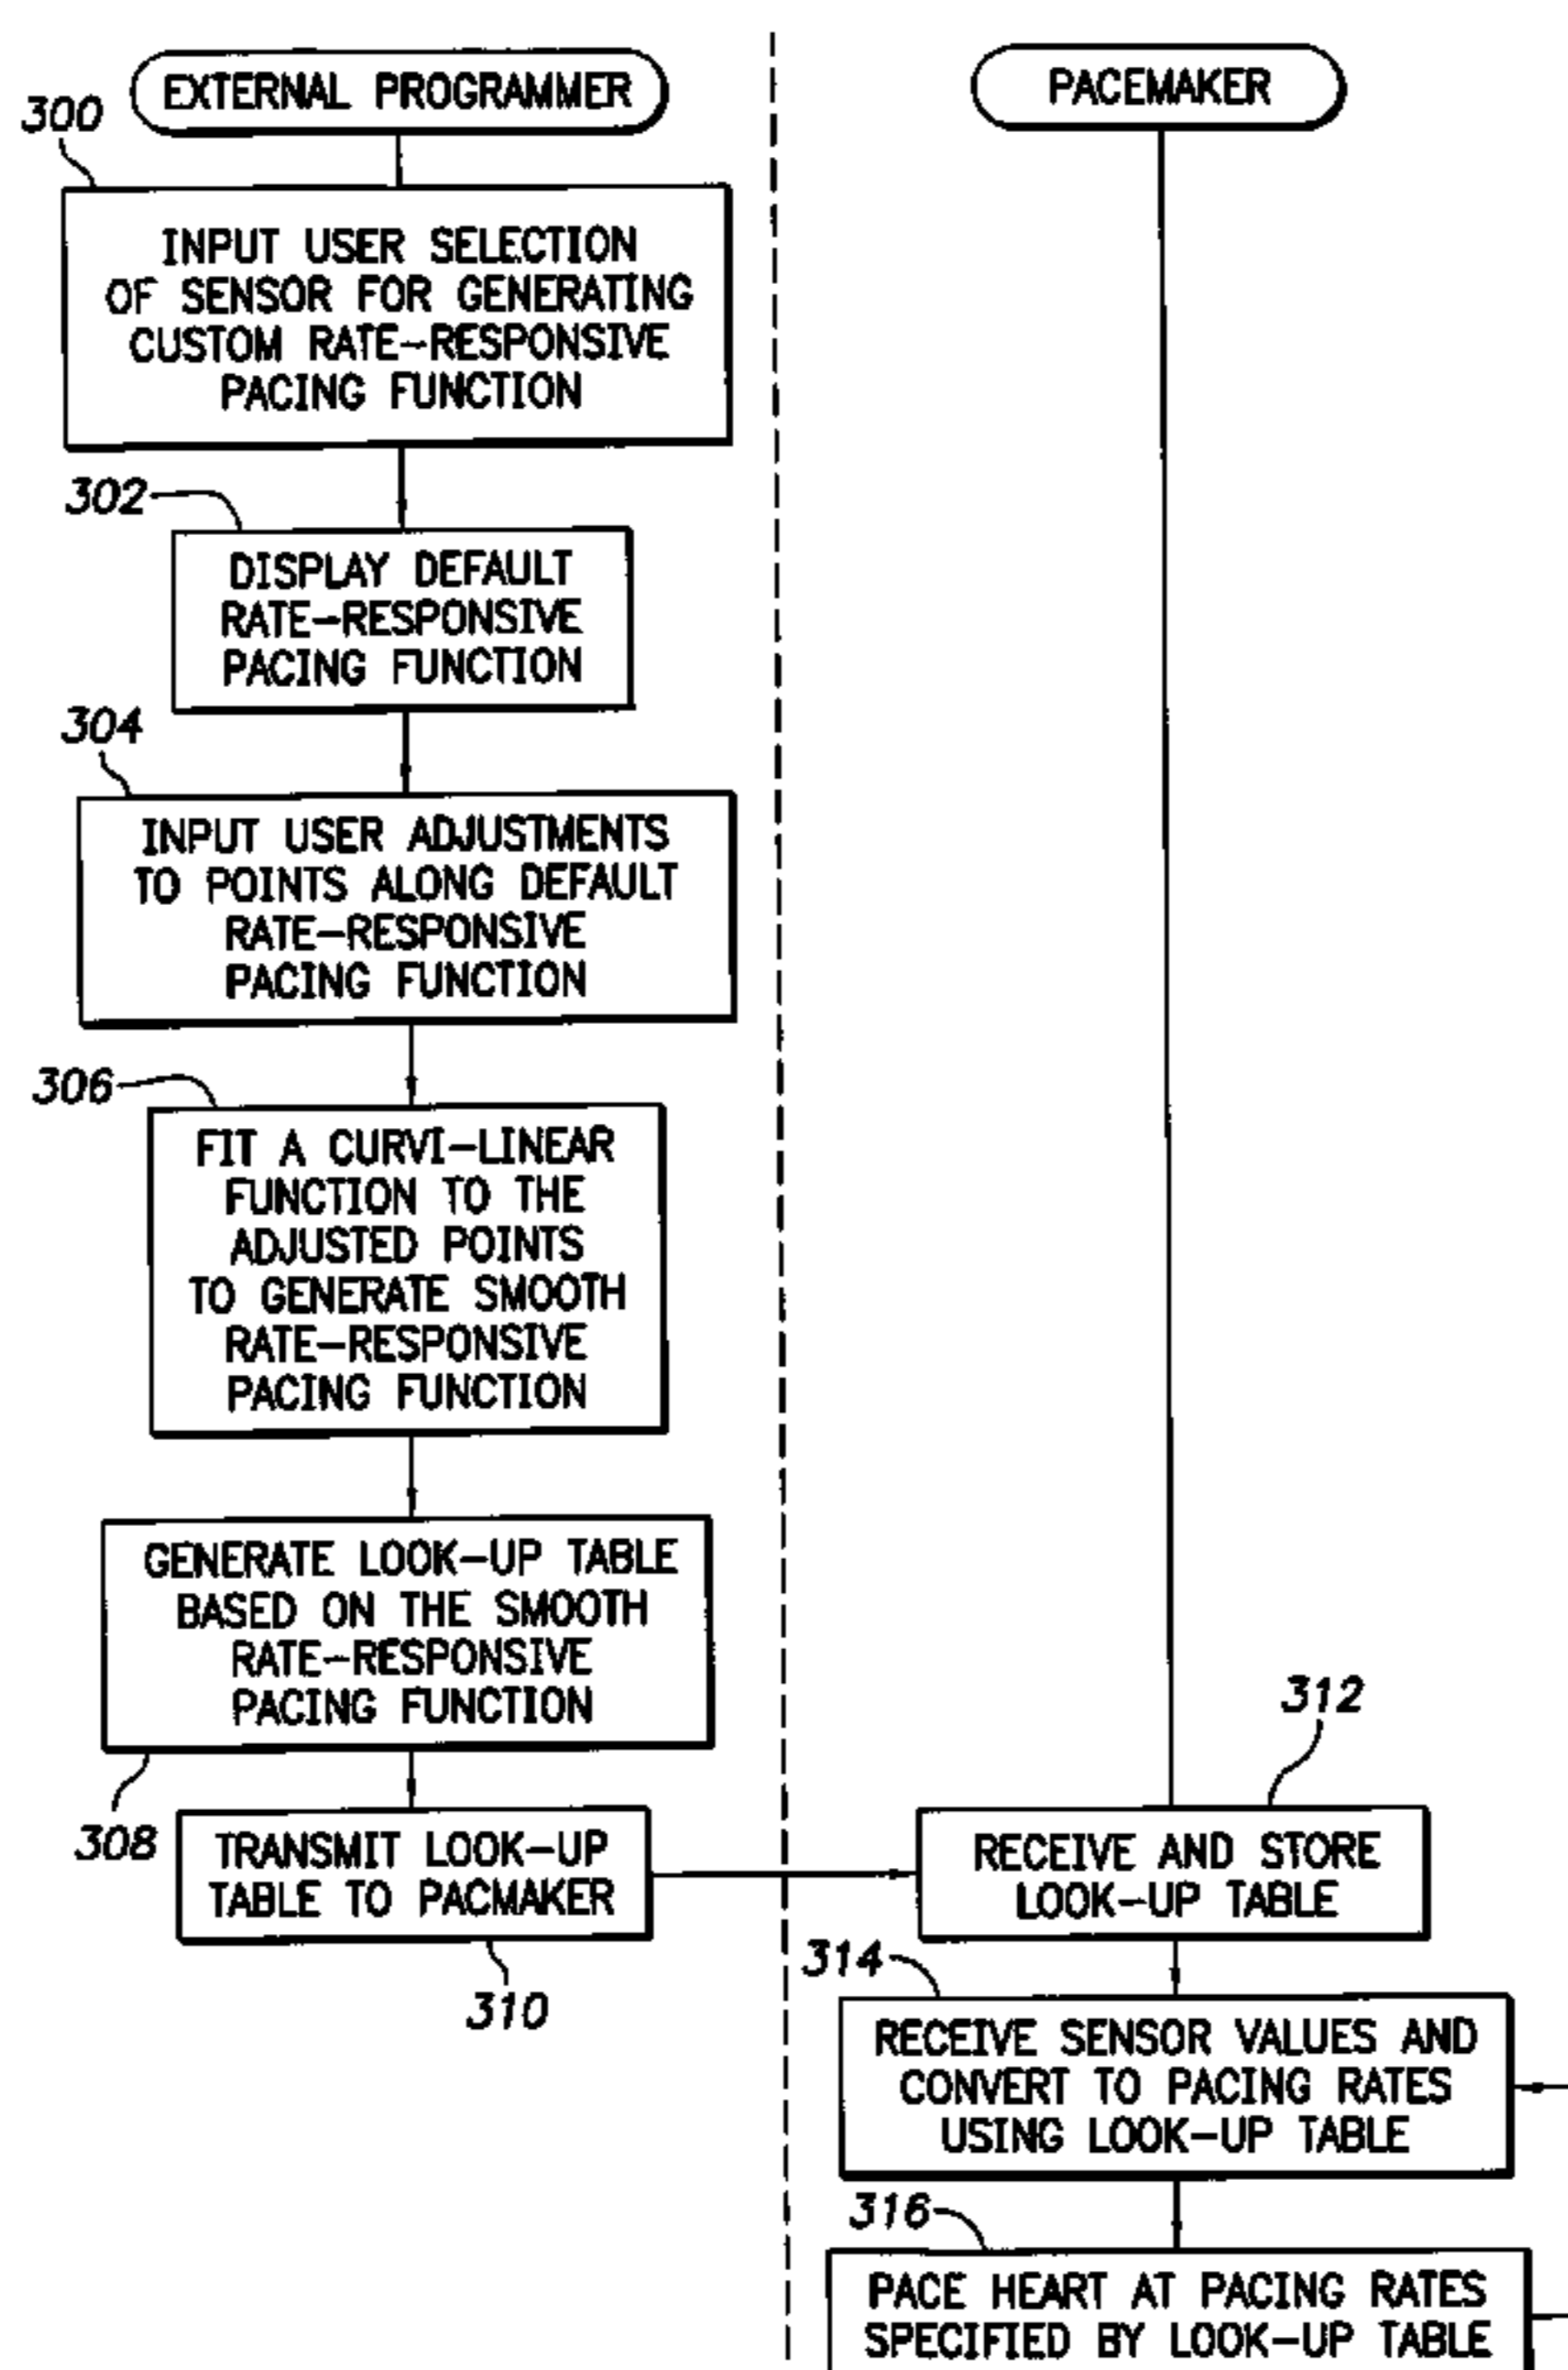 EXTERNAL PROGRAMMER
300
INPUT USER SELECTION
OF SENSOR FOR GENERATING
CUSTOM RATE-RESPONSIVE
PACING FUNCTION
302
DISPLAY DEFAULT
RATE-RESPONSIVE
PACING FUNCTION
304
INPUT USER ADJUSTMENTS
TO POINTS ALONG DEFAULT
RATE-RESPONSIVE
PACING FUNCTION
306
FIT A CURVI-LINEAR
FUNCTION TO THE
ADJUSTED POINTS
TO GENERATE SMOOTH
RATE-RESPONSIVE
PACING FUNCTION
GENERATE LOOK-UP TABLE
BASED ON THE SMOOTH
RATE-RESPONSIVE
PACING FUNCTION
308
TRANSMIT LOOK-UP
TABLE TO PACMAKER
310
PACEMAKER
312
RECEIVE AND STORE
LOOK-UP TABLE
314
RECEIVE SENSOR VALUES AND
CONVERT TO PACING RATES
USING LOOK-UP TABLE
316
PACE HEART AT PACING RATES
SPECIFIED BY LOOK-UP TABLE